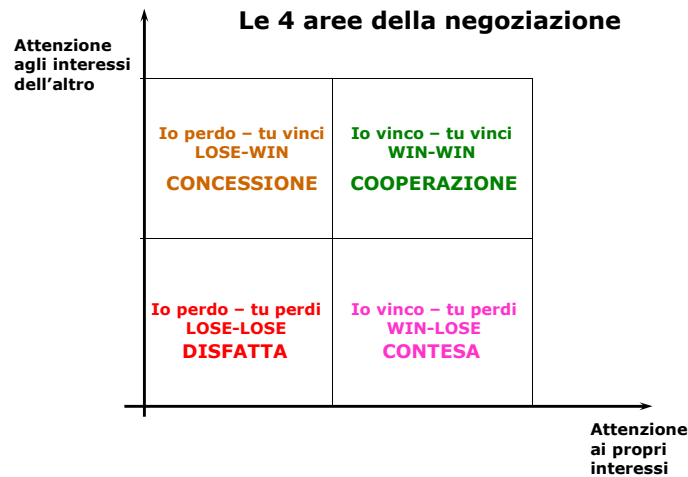 Le 4 aree della negoziazione
Attenzione
agli interessi
dell’altro
Io perdo – tu vinci
LOSE-WIN
CONCESSIONE
Io vinco – tu vinci
WIN-WIN
COOPERAZIONE
Io perdo – tu perdi
LOSE-LOSE
DISFATTA
Io vinco – tu perdi
WIN-LOSE
CONTESA
Attenzione
ai propri
interessi